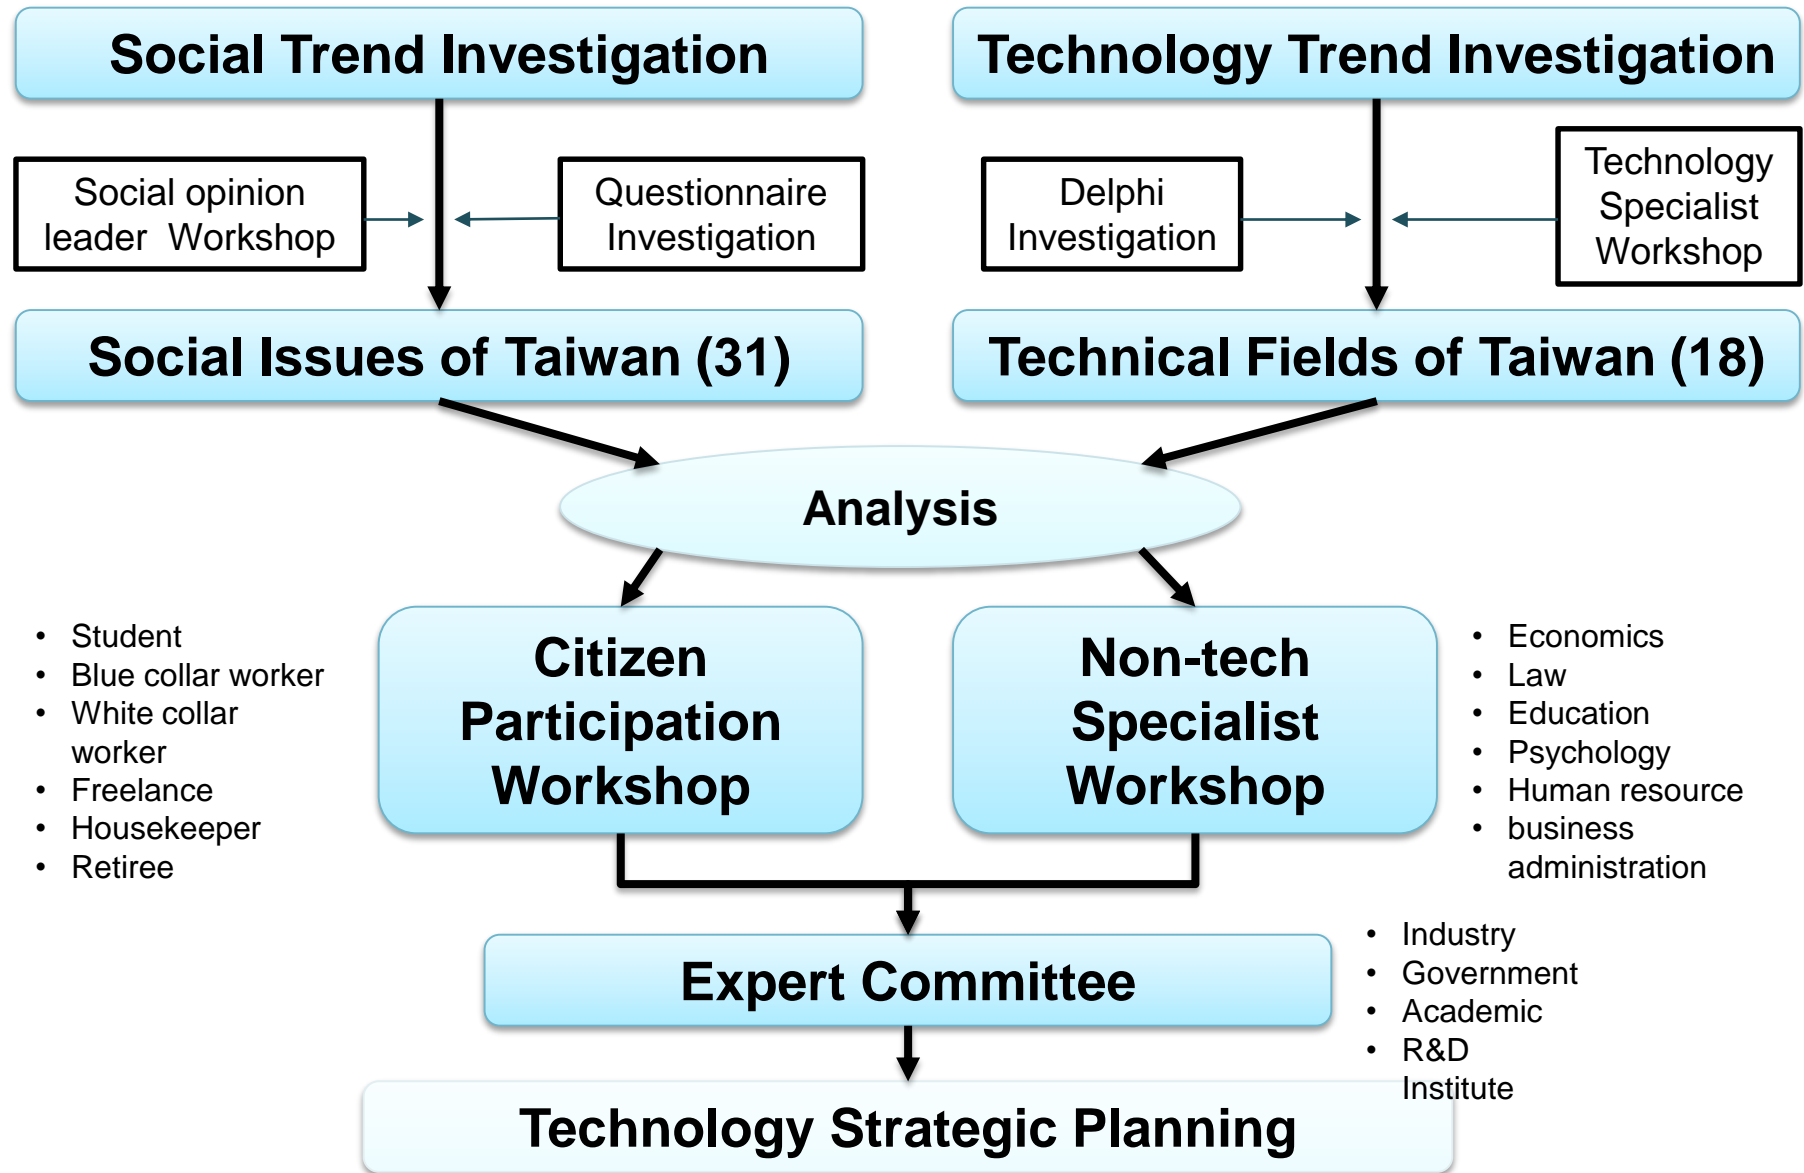 Social Trend Investigation
Technology Trend Investigation
Social opinion
leader Workshop
Questionnaire
Investigation
Delphi
Investigation
Technology
Specialist
Workshop
Social Issues of Taiwan (31)
Technical Fields of Taiwan (18)
Analysis
• Student
• Blue collar worker
• White collar
worker
• Freelance
• Housekeeper
• Retiree
Citizen
Participation
Workshop
Non-tech
Specialist
Workshop
• Economics
• Law
• Education
• Psychology
• Human resource
• business
administration
Expert Committee
• Industry
• Government
• Academic
• R&D
Institute
Technology Strategic Planning